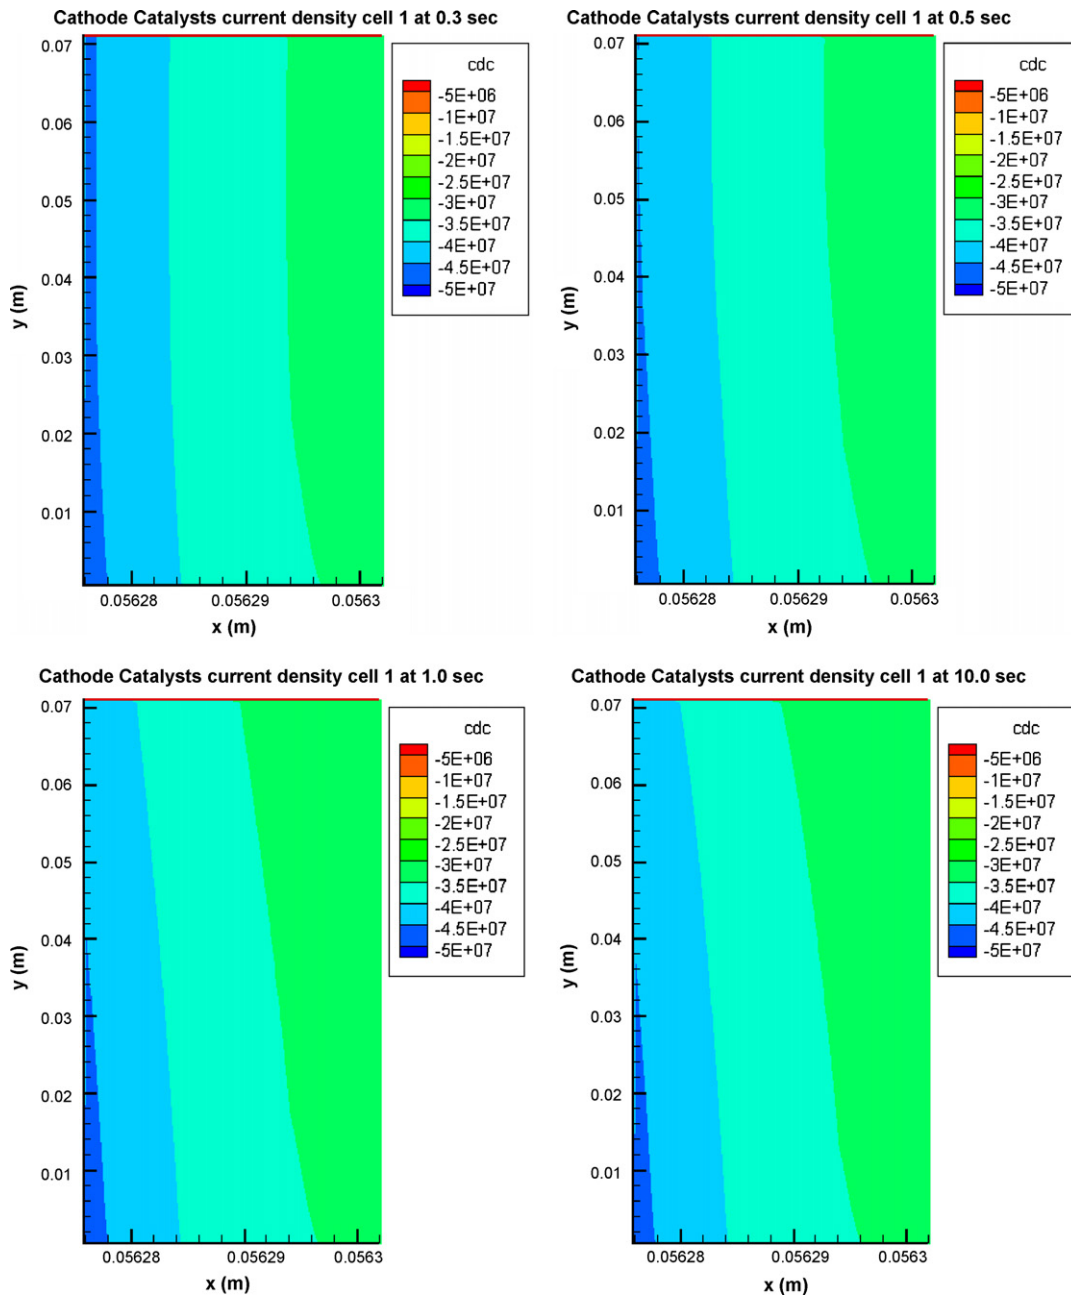 Cathode Catalysts current density cell 1 at 0.3 sec
0.07
0.06
0.05
0.04
0.03
0.02
0.01
y (m)
0.05628
0.05629
0.0563
x (m)
cdc
-5E+06
-1E+07
-1.5E+07
-2E+07
-2.5E+07
-3E+07
-3.5E+07
-4E+07
-4.5E+07
-5E+07
Cathode Catalysts current density cell 1 at 0.5 sec
0.07
0.06
0.05
0.04
0.03
0.02
0.01
y (m)
0.05628
0.05629
0.0563
x (m)
cdc
-5E+06
-1E+07
-1.5E+07
-2E+07
-2.5E+07
-3E+07
-3.5E+07
-4E+07
-4.5E+07
-5E+07
Cathode Catalysts current density cell 1 at 1.0 sec
0.07
0.06
0.05
0.04
0.03
0.02
0.01
y (m)
0.05628
0.05629
0.0563
x (m)
cdc
-5E+06
-1E+07
-1.5E+07
-2E+07
-2.5E+07
-3E+07
-3.5E+07
-4E+07
-4.5E+07
-5E+07
Cathode Catalysts current density cell 1 at 10.0 sec
0.07
0.06
0.05
0.04
0.03
0.02
0.01
y (m)
0.05628
0.05629
0.0563
x (m)
cdc
-5E+06
-1E+07
-1.5E+07
-2E+07
-2.5E+07
-3E+07
-3.5E+07
-4E+07
-4.5E+07
-5E+07